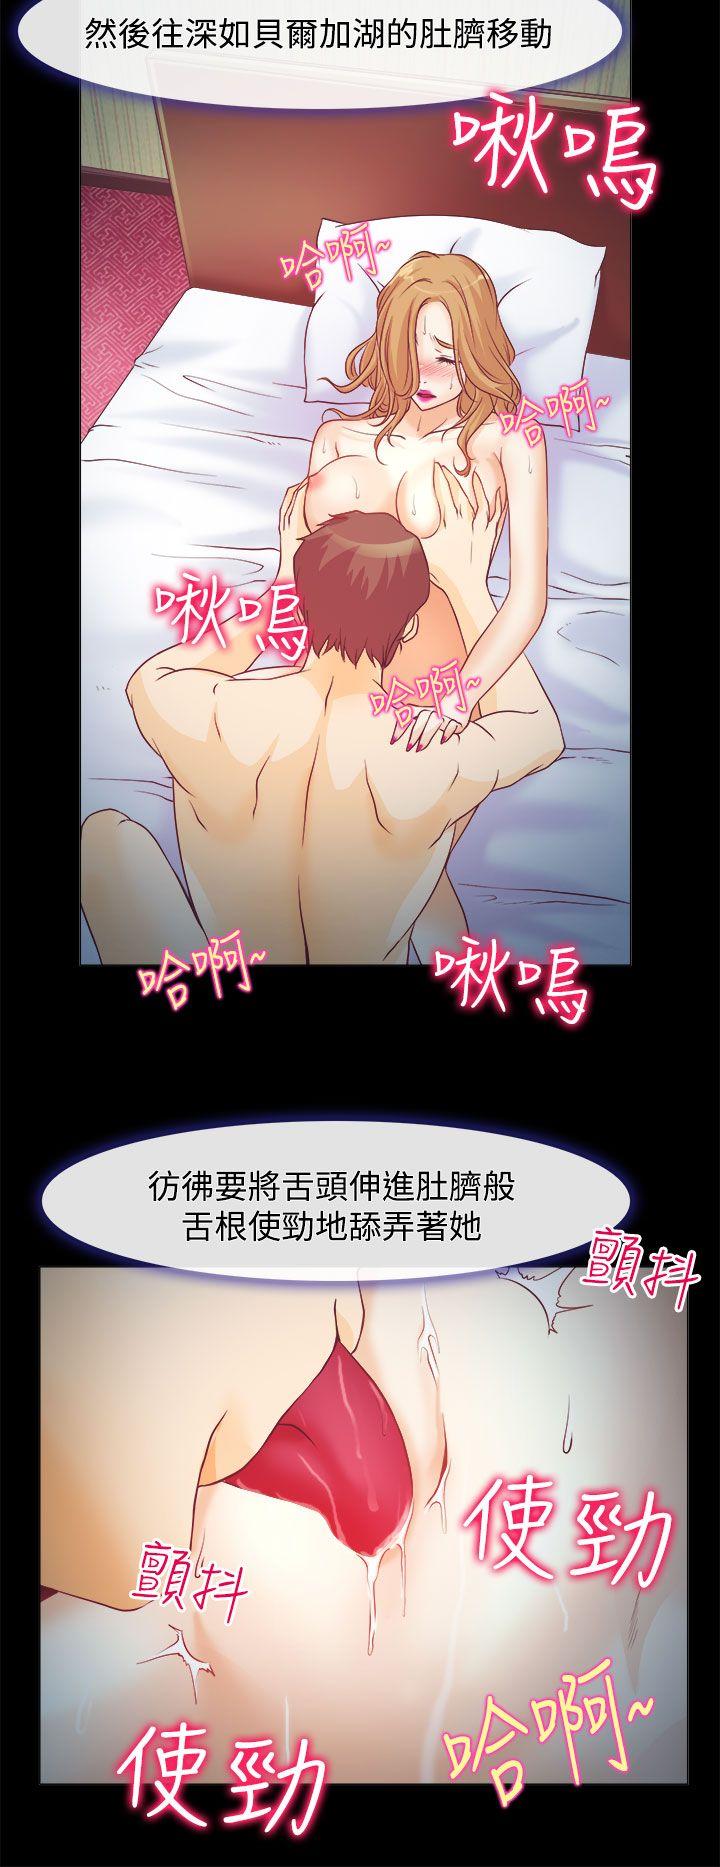 然後往深如貝爾加湖的肚臍移動
啾嗚
哈啊~
哈啊~
啾嗚
哈啊~
哈啊~
啾嗚
彷彿要將舌頭伸進肚臍般
舌根使勁地舔弄著她
顫抖
使勁
顫抖
哈啊~
使勁